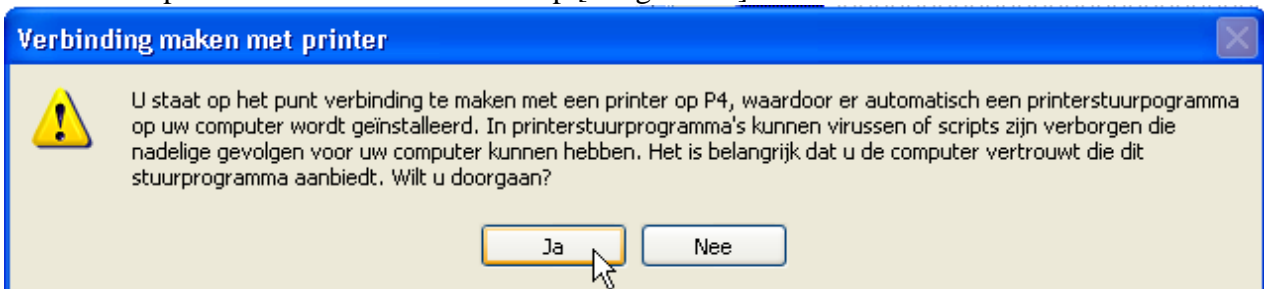 Verbinding maken met printer
U staat op het punt verbinding te maken met een printer op P4, waardoor er automatisch een printerstuurpogramma
op uw computer wordt geïnstalleerd. In printerstuurprogramma's kunnen virussen of scripts zijn verborgen die
nadelige gevolgen voor uw computer kunnen hebben. Het is belangrijk dat u de computer vertrouwt die dit
stuurprogramma aanbiedt. Wilt u doorgaan?
Ja Nee